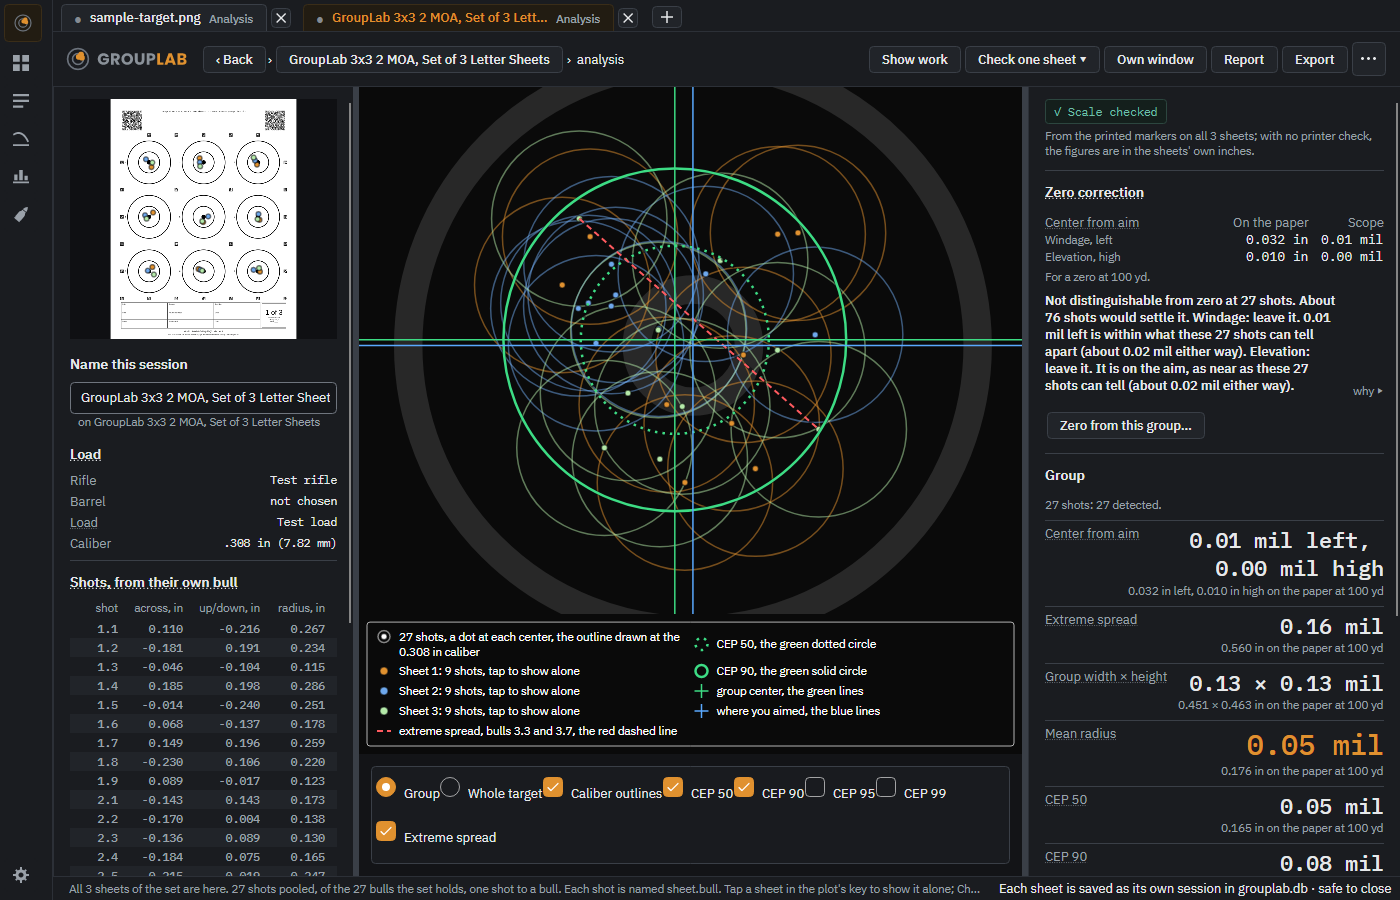 sample-target.png Analysis
GroupLab 3x3 2 MOA, Set of 3 Lett... Analysis
GROUPLAB
‹ Back › GroupLab 3x3 2 MOA, Set of 3 Letter Sheets › analysis
Show work Check one sheet ▾ Own window Report Export ...
1 of 3
Name this session
GroupLab 3x3 2 MOA, Set of 3 Letter Sheet
on GroupLab 3x3 2 MOA, Set of 3 Letter Sheets
Load
Rifle Test rifle
Barrel not chosen
Load Test load
Caliber .308 in (7.82 mm)
Shots, from their own bull
shot across, in up/down, in radius, in
1.1 0.110 -0.216 0.267
1.2 -0.181 0.191 0.234
1.3 -0.046 -0.104 0.115
1.4 0.185 0.198 0.286
1.5 -0.014 -0.240 0.251
1.6 0.068 -0.137 0.178
1.7 0.149 0.196 0.259
1.8 -0.230 0.106 0.220
1.9 0.089 -0.017 0.123
2.1 -0.143 0.143 0.173
2.2 -0.170 0.004 0.138
2.3 -0.136 0.089 0.130
2.4 -0.184 0.075 0.165
27 shots, a dot at each center, the outline drawn at the
0.308 in caliber
Sheet 1: 9 shots, tap to show alone
Sheet 2: 9 shots, tap to show alone
Sheet 3: 9 shots, tap to show alone
extreme spread, bulls 3.3 and 3.7, the red dashed line
CEP 50, the green dotted circle
CEP 90, the green solid circle
group center, the green lines
where you aimed, the blue lines
Group Whole target Caliber outlines CEP 50 CEP 90 CEP 95 CEP 99
Extreme spread
√ Scale checked
From the printed markers on all 3 sheets; with no printer check,
the figures are in the sheets' own inches.
Zero correction
Center from aim On the paper Scope
Windage, left 0.032 in 0.01 mil
Elevation, high 0.010 in 0.00 mil
For a zero at 100 yd.
Not distinguishable from zero at 27 shots. About
76 shots would settle it. Windage: leave it. 0.01
mil left is within what these 27 shots can tell
apart (about 0.02 mil either way). Elevation:
leave it. It is on the aim, as near as these 27
shots can tell (about 0.02 mil either way).
why ▸
Zero from this group...
Group
27 shots: 27 detected.
Center from aim 0.01 mil left,
0.00 mil high
0.032 in left, 0.010 in high on the paper at 100 yd
Extreme spread 0.16 mil
0.560 in on the paper at 100 yd
Group width × height 0.13 × 0.13 mil
0.451 × 0.463 in on the paper at 100 yd
Mean radius 0.05 mil
0.176 in on the paper at 100 yd
CEP 50 0.05 mil
0.165 in on the paper at 100 yd
CEP 90 0.08 mil
All 3 sheets of the set are here. 27 shots pooled, of the 27 bulls the set holds, one shot to a bull. Each shot is named sheet.bull. Tap a sheet in the plot's key to show it alone; Ch...
Each sheet is saved as its own session in grouplab.db · safe to close